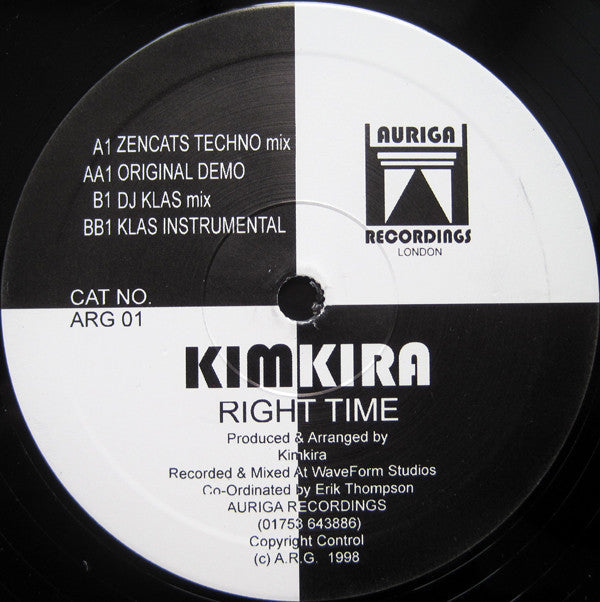 A1 ZENCATS TECHNO mix
AA1 ORIGINAL DEMO
B1 DJ KLAS mix
BB1 KLAS INSTRUMENTAL
AURIGA
RECORDINGS
LONDON
CAT NO.
ARG 01
KIMKIRA
RIGHT TIME
Produced & Arranged by
Kimkira
Recorded & Mixed At WaveForm Studios
Co-Ordinated by Erik Thompson
AURIGA RECORDINGS
(01753 643886)
Copyright Control
(c) A.R.G. 1998